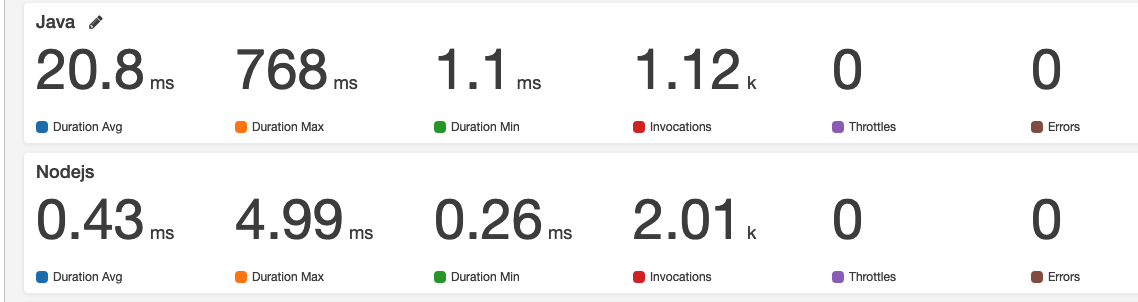 Java
20.8 ms 768 ms 1.1 ms 1.12 k 0 0
Duration Avg Duration Max Duration Min Invocations Throttles Errors
Nodejs
0.43 ms 4.99 ms 0.26 ms 2.01 k 0 0
Duration Avg Duration Max Duration Min Invocations Throttles Errors